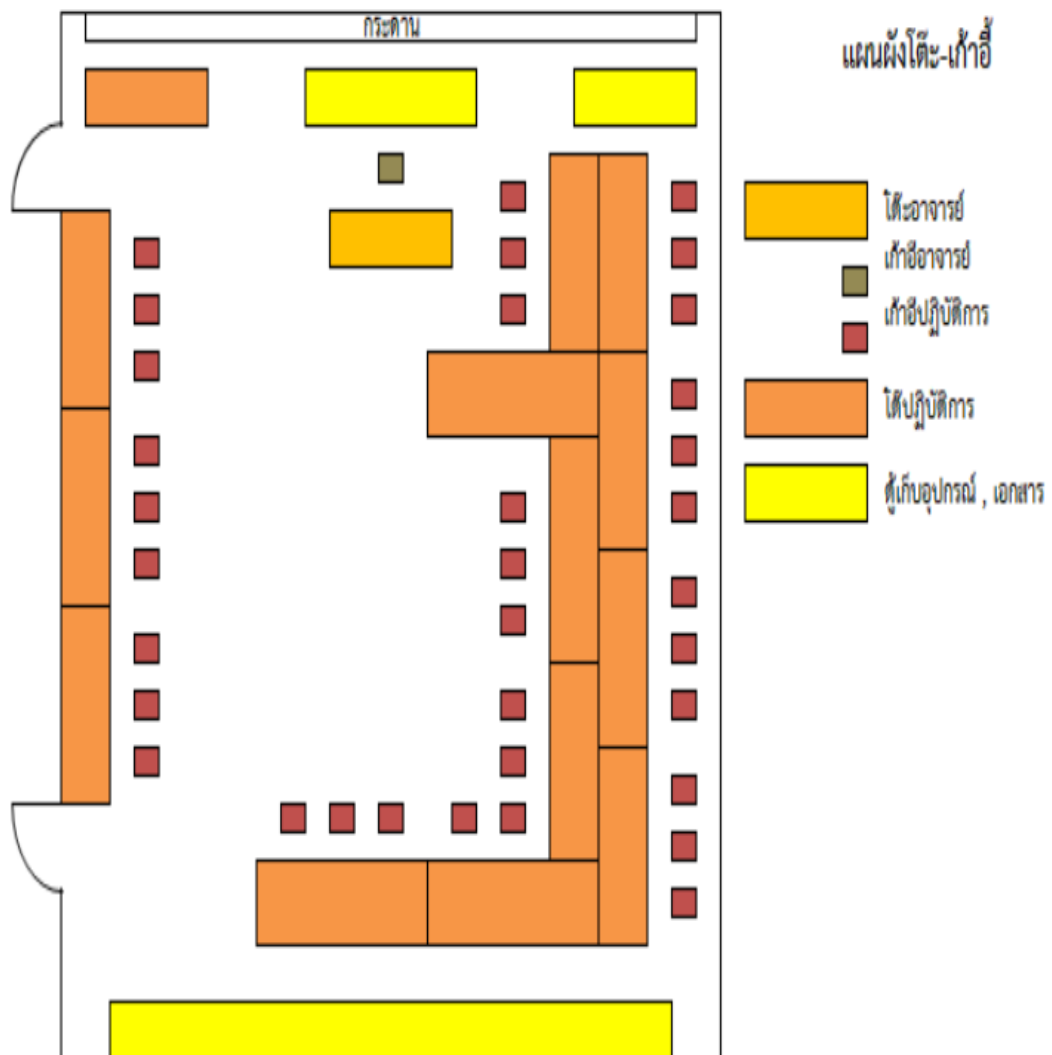 กระดาน
แผนผังโต๊ะ-เก้าอี้
โต๊ะอาจารย์
เก้าอีอาจารย์
เก้าอีปฏิบัติการ
โต๊ปฏิบัติการ
ตู้เก็บอุปกรณ์ , เอกสาร